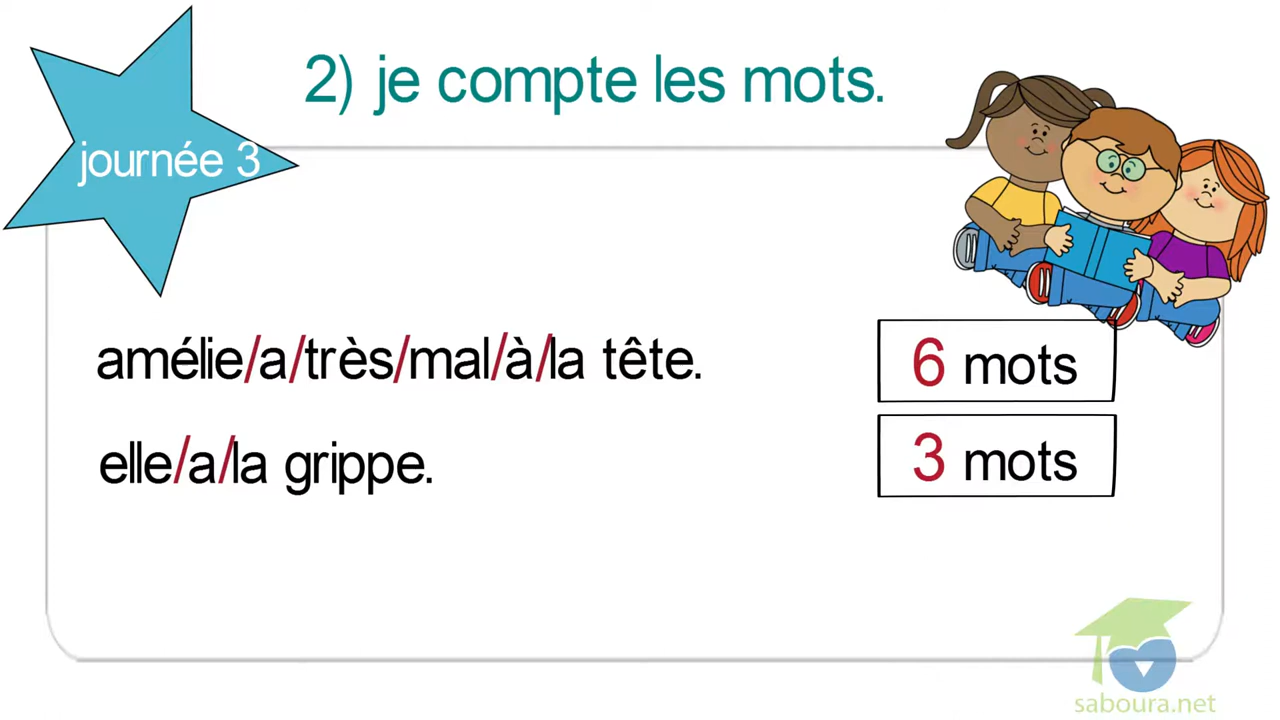 2) je compte les mots.
journée 3
amélie/a/très/mal/à/la tête.
6 mots
elle/a/la grippe.
3 mots
saboura.net